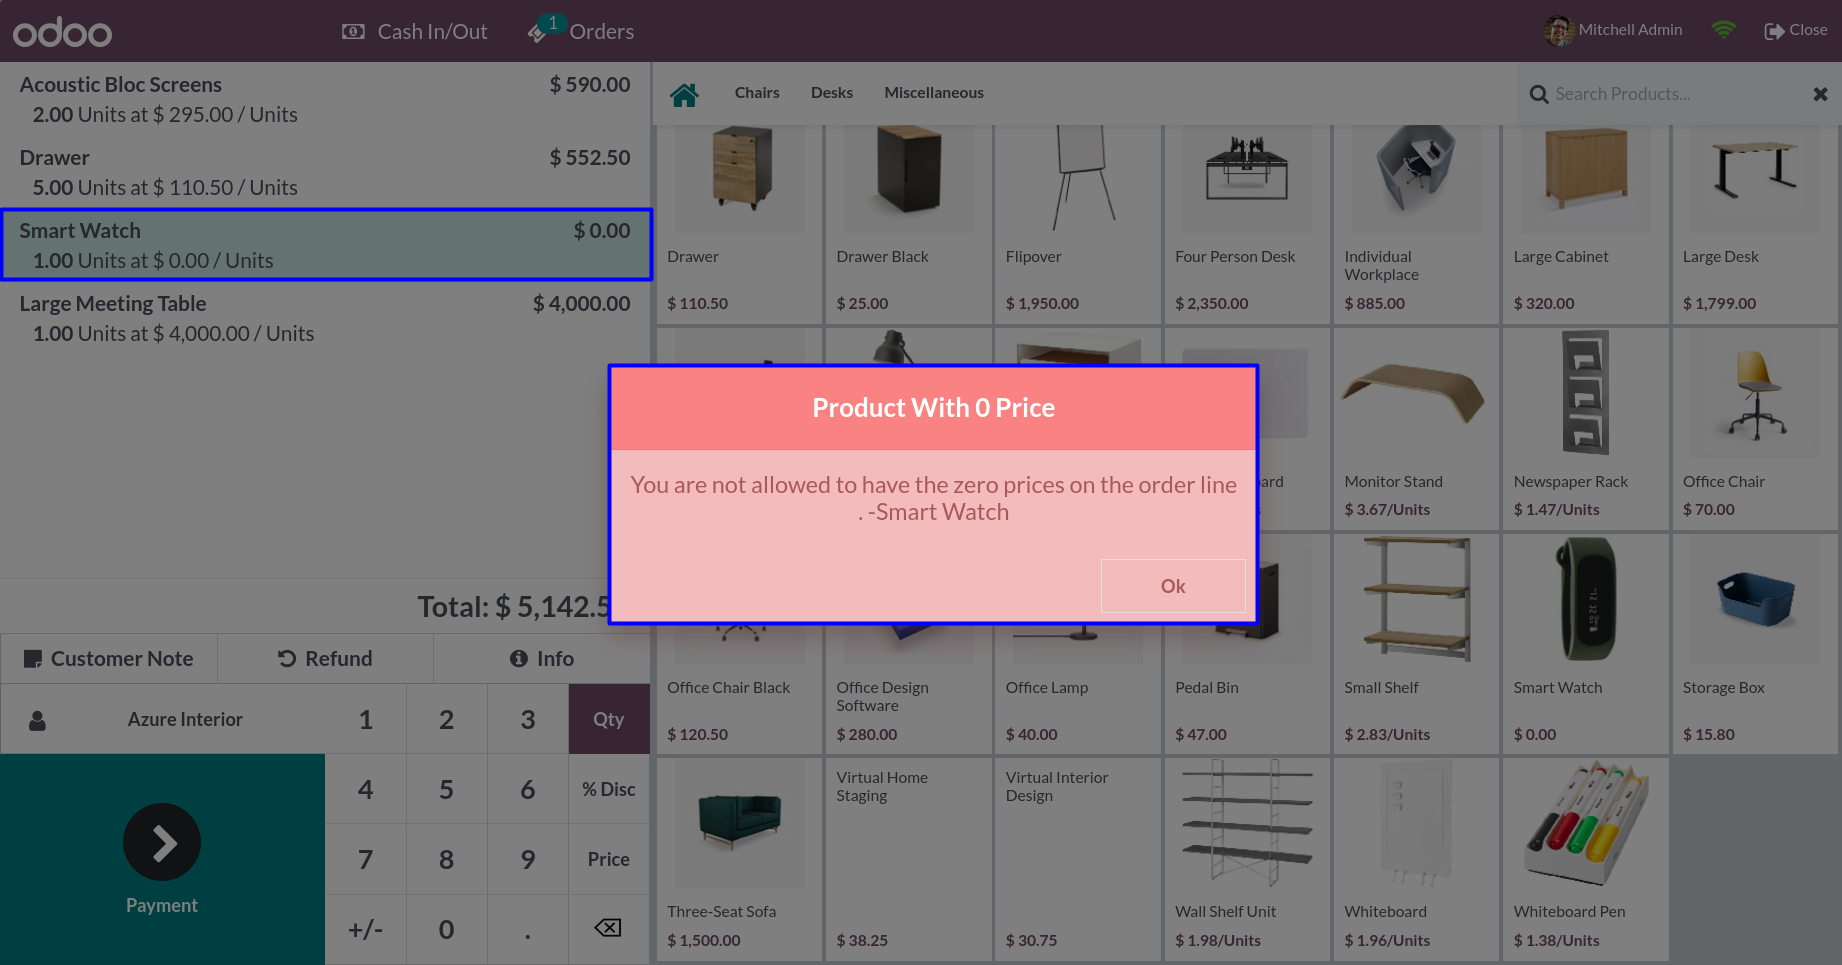 odoo
Cash In/Out
1
Orders
Mitchell Admin
Close
Acoustic Bloc Screens $ 590.00
2.00 Units at $ 295.00 / Units
Drawer $ 552.50
5.00 Units at $ 110.50 / Units
Smart Watch $ 0.00
1.00 Units at $ 0.00 / Units
Large Meeting Table $ 4,000.00
1.00 Units at $ 4,000.00 / Units
Total: $ 5,142.5
Customer Note Refund Info
Azure Interior 1 2 3 Qty
4 5 6 % Disc
7 8 9 Price
Payment
+/- 0 .
Chairs Desks Miscellaneous
Search Products...
Drawer
$ 110.50
Drawer Black
$ 25.00
Flipover
$ 1,950.00
Four Person Desk
$ 2,350.00
Individual
Workplace
$ 885.00
Large Cabinet
$ 320.00
Large Desk
$ 1,799.00
Product With 0 Price
You are not allowed to have the zero prices on the order line
. -Smart Watch
Ok
Monitor Stand
$ 3.67/Units
Newspaper Rack
$ 1.47/Units
Office Chair
$ 70.00
Office Chair Black
$ 120.50
Office Design
Software
$ 280.00
Office Lamp
$ 40.00
Pedal Bin
$ 47.00
Small Shelf
$ 2.83/Units
Smart Watch
$ 0.00
Storage Box
$ 15.80
Three-Seat Sofa
$ 1,500.00
Virtual Home
Staging
$ 38.25
Virtual Interior
Design
$ 30.75
Wall Shelf Unit
$ 1.98/Units
Whiteboard
$ 1.96/Units
Whiteboard Pen
$ 1.38/Units